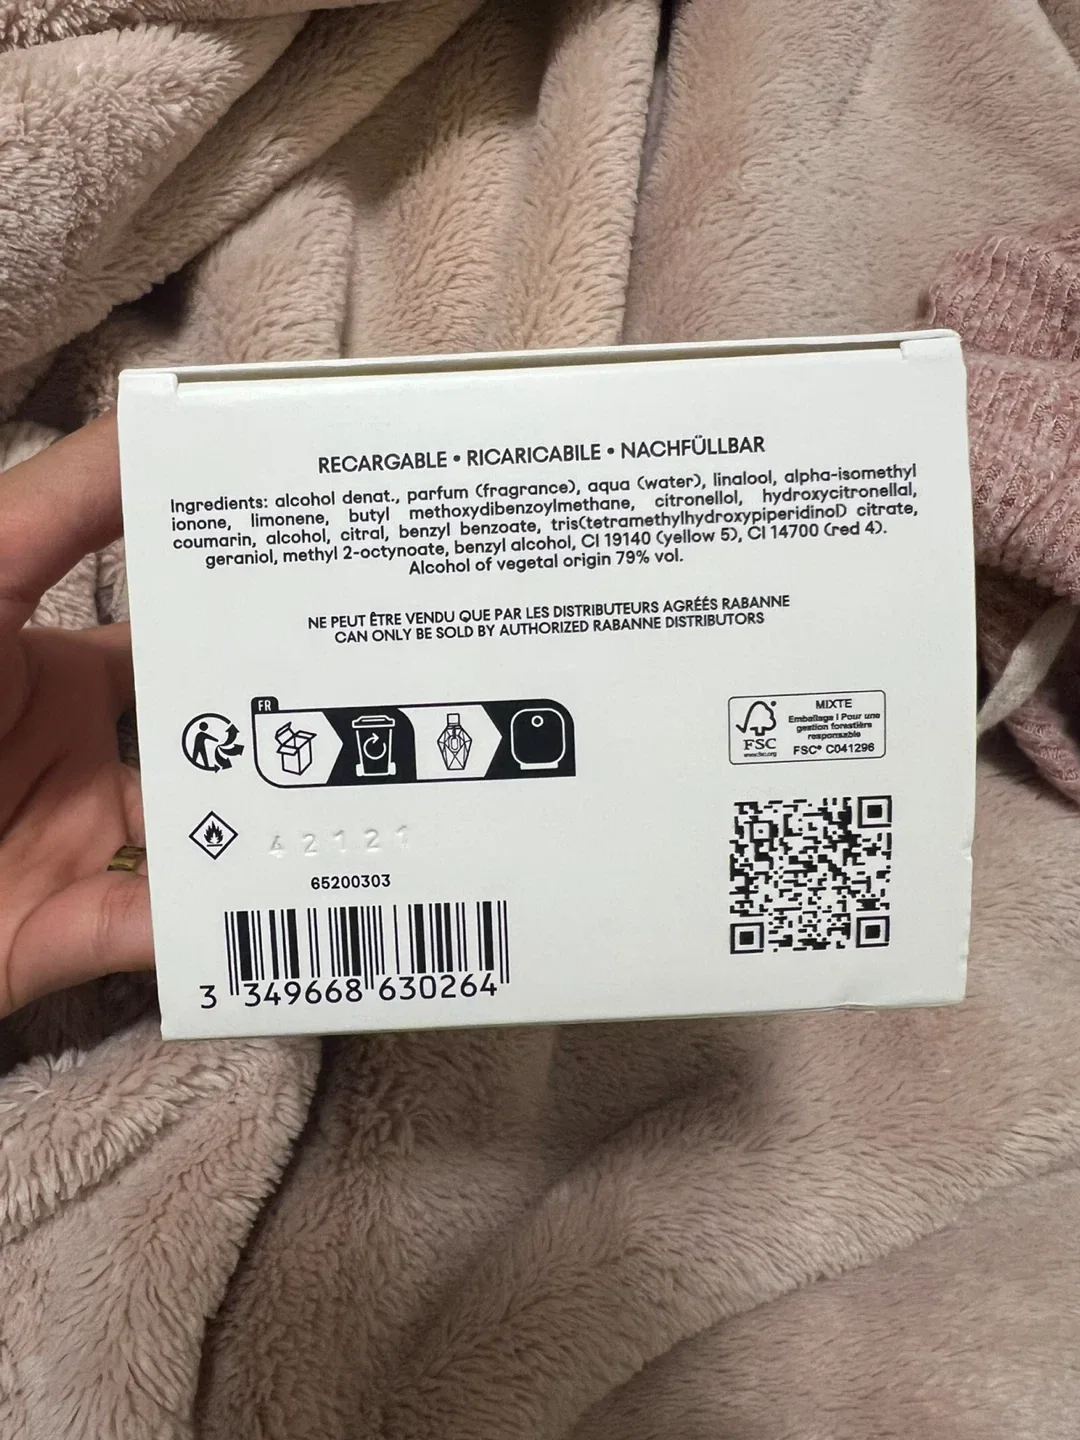 RECARGABLE • RICARICABILE • NACHFÜLLBAR
Ingredients: alcohol denat., parfum (fragrance), aqua (water), linalool, alpha-isomethyl
ionone, limonene, butyl methoxydibenzoylmethane, citronellol, hydroxycitronellal,
coumarin, alcohol, citral, benzyl benzoate, tris(tetramethylhydroxypiperidinol) citrate,
geraniol, methyl 2-octynoate, benzyl alcohol, CI 19140 (yellow 5), CI 14700 (red 4).
Alcohol of vegetal origin 79% vol.
NE PEUT ÊTRE VENDU QUE PAR LES DISTRIBUTEURS AGRÉÉS RABANNE
CAN ONLY BE SOLD BY AUTHORIZED RABANNE DISTRIBUTORS
FR
MIXTE
Emballage | Pour une
gestion forestière
responsable
FSC® C041296
FSC
www.fsc.org
42121
65200303
3 349668 630264